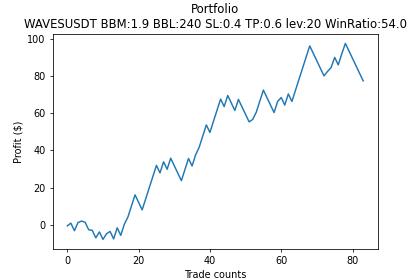 Portfolio
WAVESUSDT BBM:1.9 BBL:240 SL:0.4 TP:0.6 lev:20 WinRatio:54.0
100
80
60
40
20
0
Profit ($)
0
20
40
60
80
Trade counts